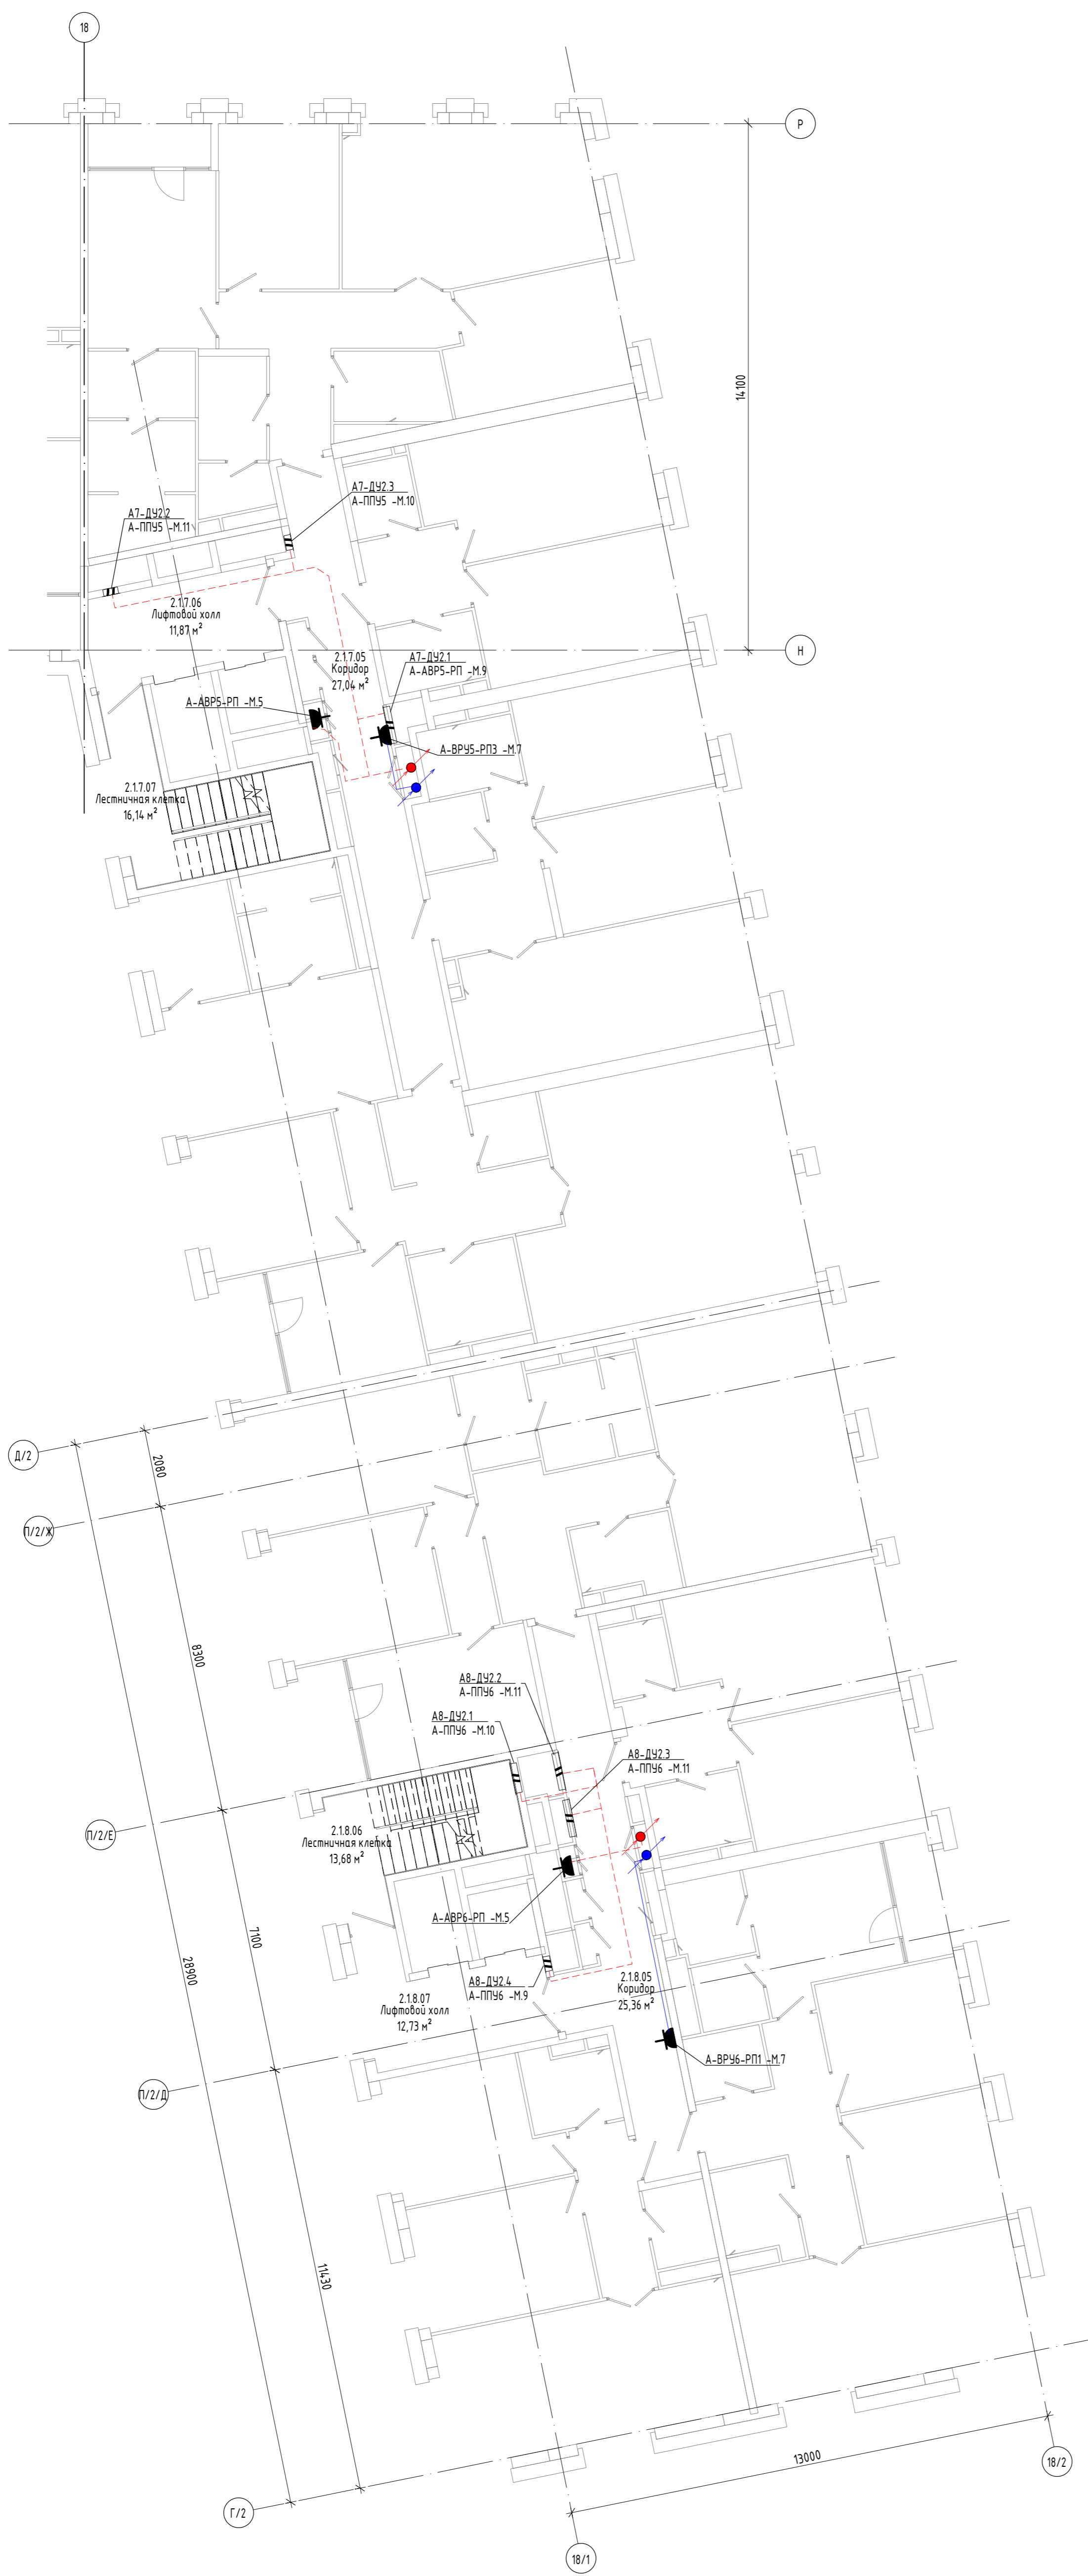 18
Р
14100
А7-ДУ2.3
А-ППУ5 -М.10
А7-ДУ2.2
А-ППУ5 -М.11
2.1.7.06
Лифтовой холл
11,87 м²
Н
2.1.7.05
Коридор
27,04 м²
А7-ДУ2.1
А-АВР5-РП -М.9
А-АВР5-РП -М.5
А-ВРУ5-РП3 -М.7
2.1.7.07
Лестничная клетка
16,14 м²
Д/2
2080
П/2/Ж
8300
А8-ДУ2.2
А-ППУ6 -М.11
А8-ДУ2.1
А-ППУ6 -М.10
А8-ДУ2.3
А-ППУ6 -М.11
П/2/Е
2.1.8.06
Лестничная клетка
13,68 м²
А-АВР6-РП -М.5
7100
28900
А8-ДУ2.4
А-ППУ6 -М.9
2.1.8.05
Коридор
25,36 м²
2.1.8.07
Лифтовой холл
12,73 м²
А-ВРУ6-РП1 -М.7
П/2/Д
11430
13000
18/2
Г/2
18/1